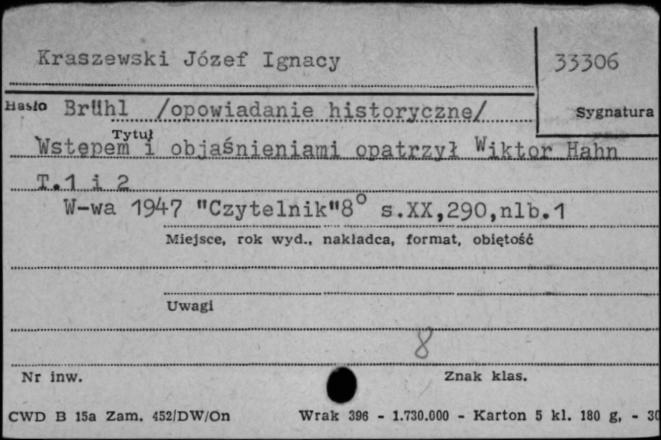 Kraszewski Józef Ignacy
33306
Hasło Brühl /opowiadanie historyczne/
Sygnatura
Tytuł
Wstępem i objaśnieniami opatrzył Wiktor Hahn
T.1 i 2
W-wa 1947 "Czytelnik"8° s.XX,290,nlb.1
Miejsce, rok wyd., nakładca, format, objętość
Uwagi
8
Nr inw.
Znak klas.
CWD B 15a Zam. 452/DW/On Wrak 396 - 1.730.000 - Karton 5 kl. 180 g, - 30